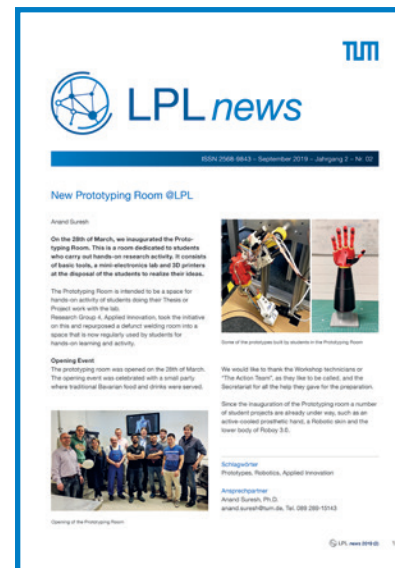 TUM
LPL news
ISSN 2568-9843 – September 2019 – Jahrgang 2 – Nr. 02
New Prototyping Room @LPL
Anand Suresh
On the 28th of March, we inaugurated the Proto-
typing Room. This is a room dedicated to students
who carry out hands-on research activity. It consists
of basic tools, a mini-electronics lab and 3D printers
at the disposal of the students to realize their ideas.
The Prototyping Room is intended to be a space for
hands-on activity of students doing their Thesis or
Project work with the lab.
Research Group 4, Applied Innovation, took the initiative
on this and repurposed a defunct welding room into a
space that is now regularly used by students for
hands-on learning and activity.
Opening Event
The prototyping room was opened on the 28th of March.
The opening event was celebrated with a small party
where traditional Bavarian food and drinks were served.
Opening of the Prototyping Room
Some of the prototypes built by students in the Prototyping Room
We would like to thank the Workshop technicians or
"The Action Team", as they like to be called, and the
Secretariat for all the help they gave for the preparation.
Since the inauguration of the Prototyping room a number
of student projects are already under way, such as an
active-cooled prosthetic hand, a Robotic skin and the
lower body of Roboy 3.0.
Schlagwörter
Prototypes, Robotics, Applied Innovation
Ansprechpartner
Anand Suresh, Ph.D.
anand.suresh@tum.de, Tel. 089 289-15143
LPL news 2019 (2) 1